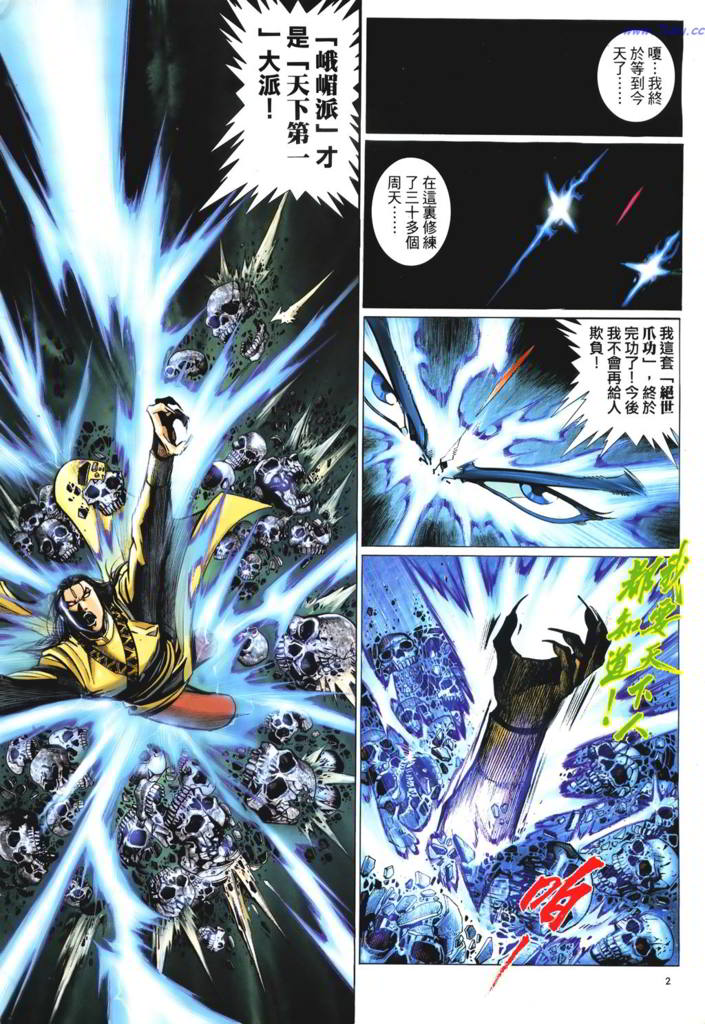 嗄…我終
於等到今
天了……
在這裏修練
了三十多個
周天……
我這套「絕世
爪功」，終於
完功了！今後
我不會再給人
欺負！
我要天下人
都知道！
咿！
「峨嵋派」才
是「天下第一
」大派！
2